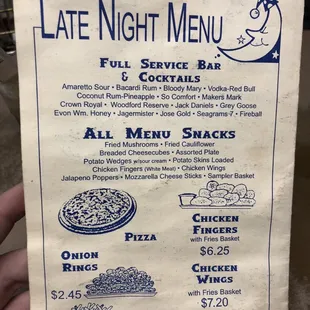 LATE NIGHT MENU
FULL SERVICE BAR
& COCKTAILS
Amaretto Sour • Bacardi Rum • Bloody Mary • Vodka-Red Bull
Coconut Rum-Pineapple • So Comfort • Makers Mark
Crown Royal • Woodford Reserve • Jack Daniels • Grey Goose
Evon Wm. Honey • Jagermister • Jose Gold • Seagrams 7 • Fireball
ALL MENU SNACKS
Fried Mushrooms • Fried Cauliflower
Breaded Cheesecubes • Assorted Plate
Potato Wedges w/sour cream • Potato Skins Loaded
Chicken Fingers (White Meat) • Chicken Wings
Jalapeno Poppers • Mozzarella Cheese Sticks • Sampler Basket
PIZZA
CHICKEN
FINGERS
with Fries Basket
$6.25
ONION
RINGS
$2.45
CHICKEN
WINGS
with Fries Basket
$7.20